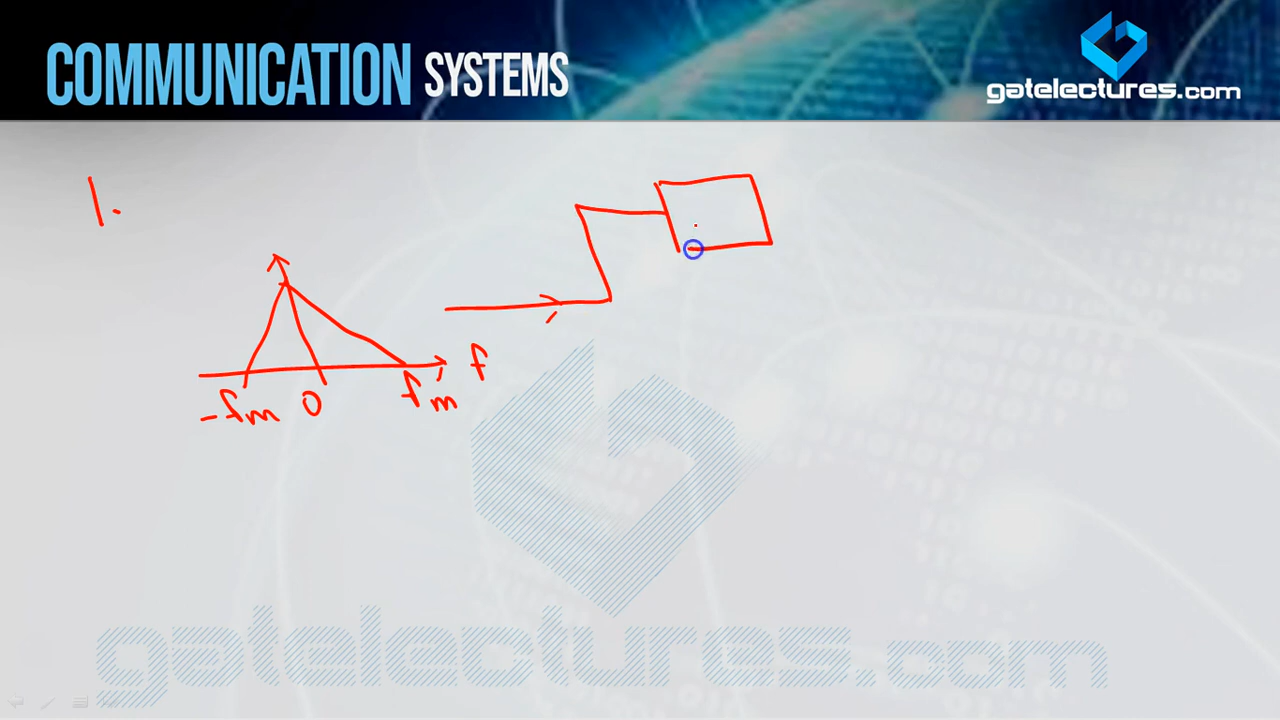 COMMUNICATION SYSTEMS
gatelectures.com
1.
f
-fm 0 fm
gatelectures.com